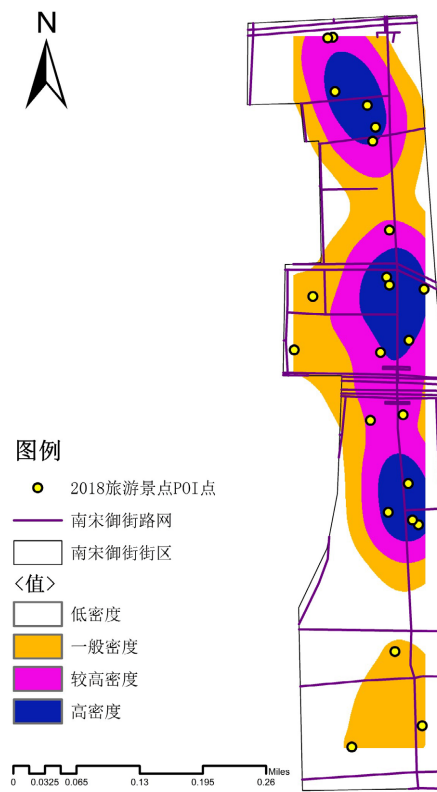 N
图例
2018旅游景点POI点
南宋御街路网
南宋御街街区
<值>
低密度
一般密度
较高密度
高密度
Miles
0 0.0325 0.065 0.13 0.195 0.26